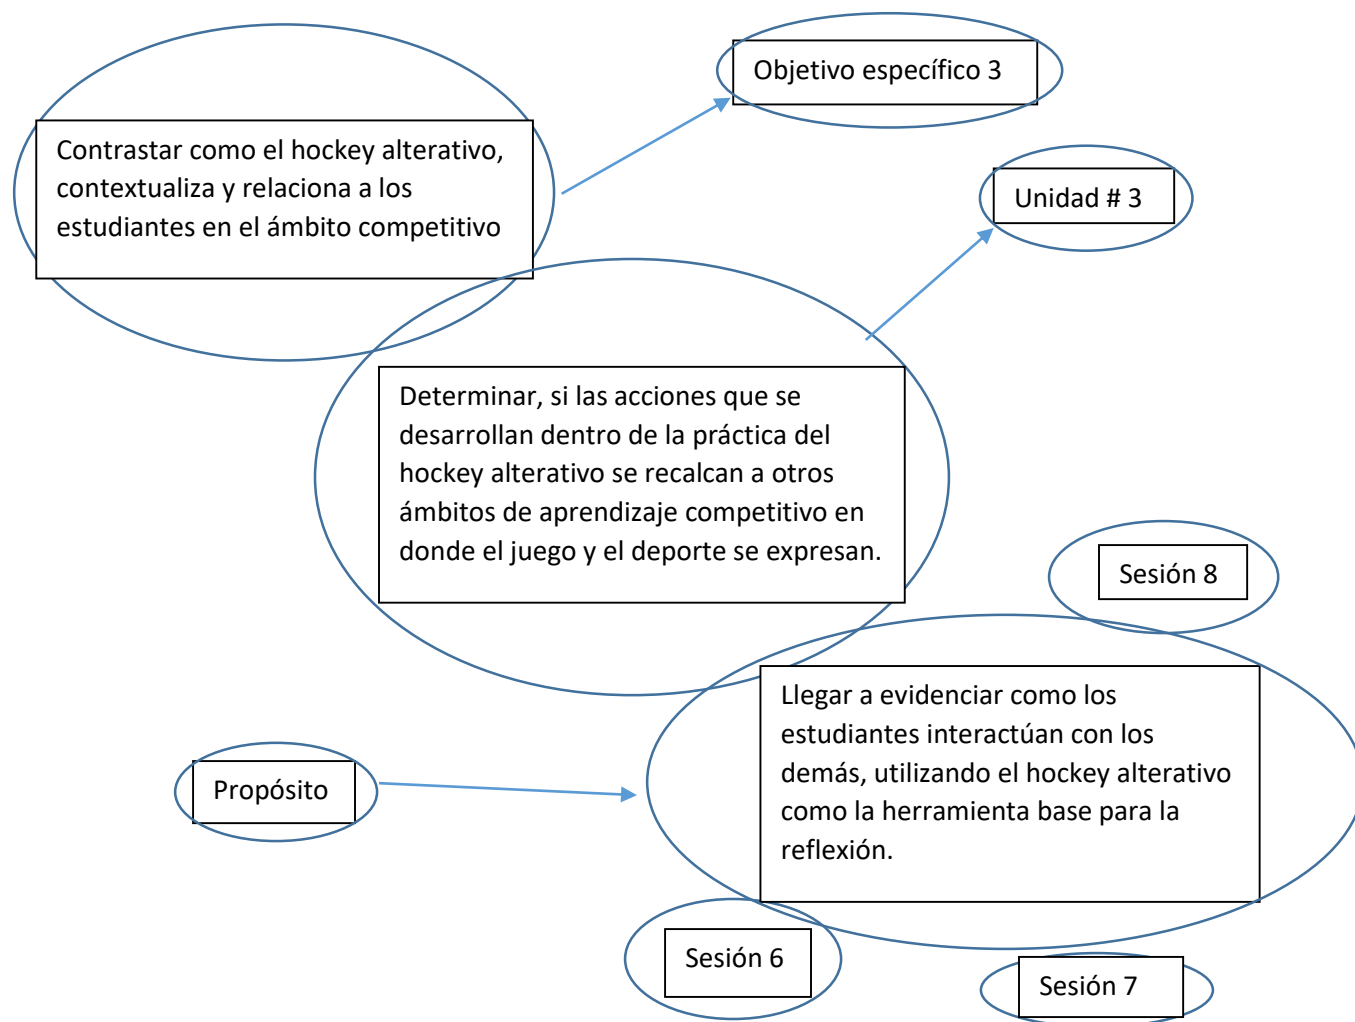 Objetivo específico 3
Contrastar como el hockey alterativo,
contextualiza y relaciona a los
estudiantes en el ámbito competitivo
Unidad # 3
Determinar, si las acciones que se
desarrollan dentro de la práctica del
hockey alterativo se recalcan a otros
ámbitos de aprendizaje competitivo en
donde el juego y el deporte se expresan.
Sesión 8
Llegar a evidenciar como los
estudiantes interactúan con los
demás, utilizando el hockey alterativo
como la herramienta base para la
reflexión.
Propósito
Sesión 6
Sesión 7